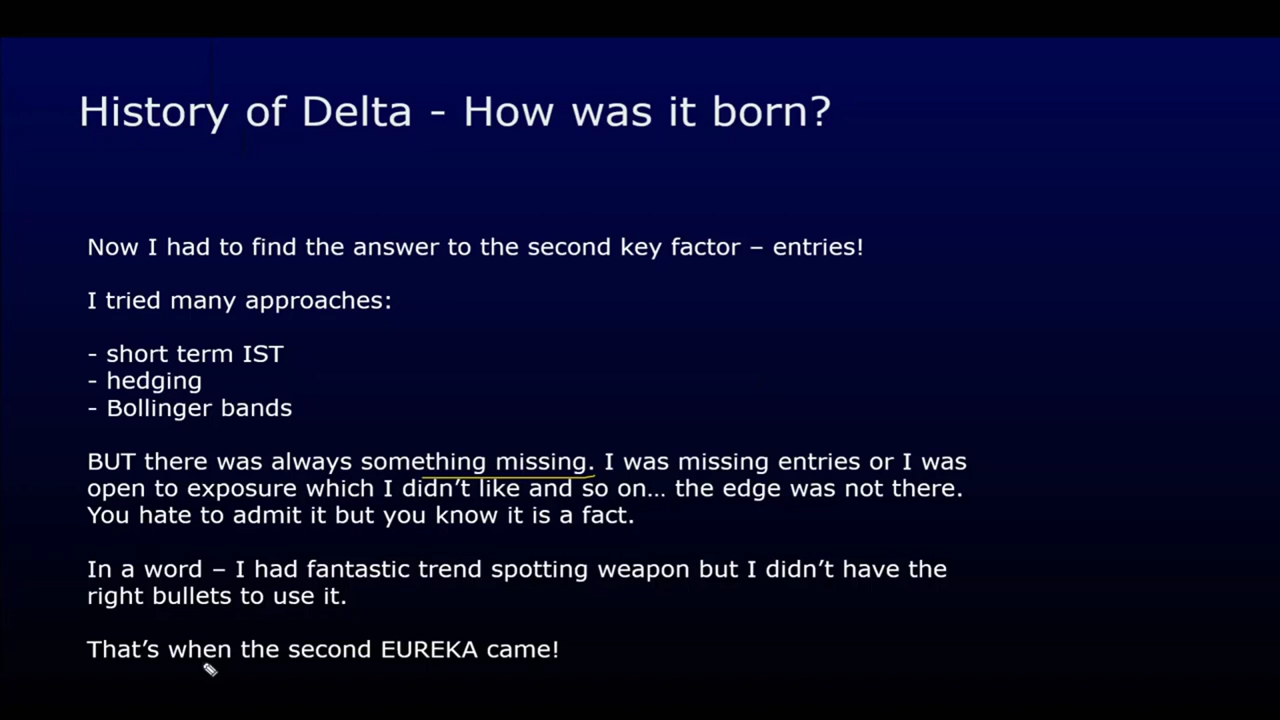 History of Delta - How was it born?
Now I had to find the answer to the second key factor – entries!
I tried many approaches:
- short term IST
- hedging
- Bollinger bands
BUT there was always something missing. I was missing entries or I was
open to exposure which I didn’t like and so on… the edge was not there.
You hate to admit it but you know it is a fact.
In a word – I had fantastic trend spotting weapon but I didn’t have the
right bullets to use it.
That’s when the second EUREKA came!